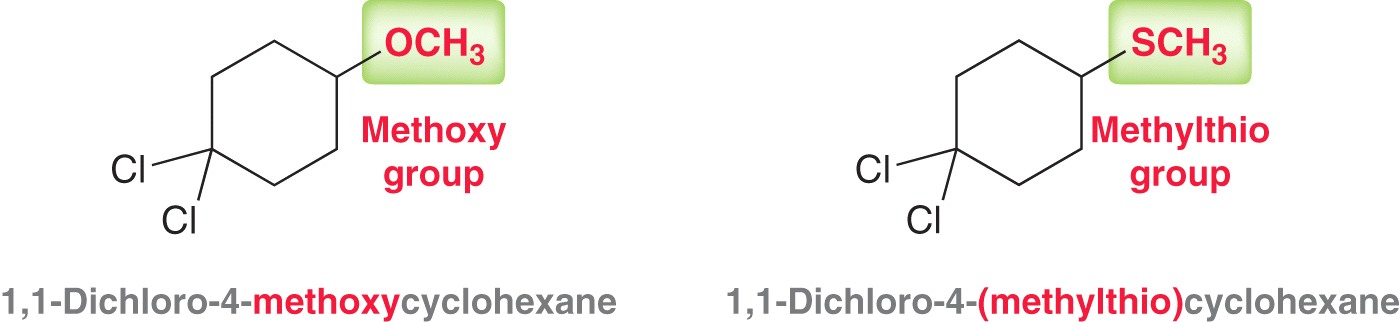 OCH₃
Methoxy
group
Cl
Cl
1,1-Dichloro-4-methoxycyclohexane
SCH₃
Methylthio
group
Cl
Cl
1,1-Dichloro-4-(methylthio)cyclohexane